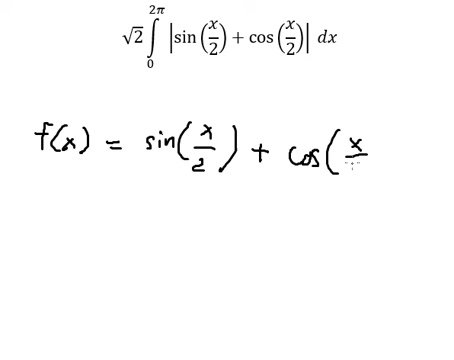 √2 ∫₀^2π |sin(x/2) + cos(x/2)| dx
f(x) = sin(x/2) + cos(x/